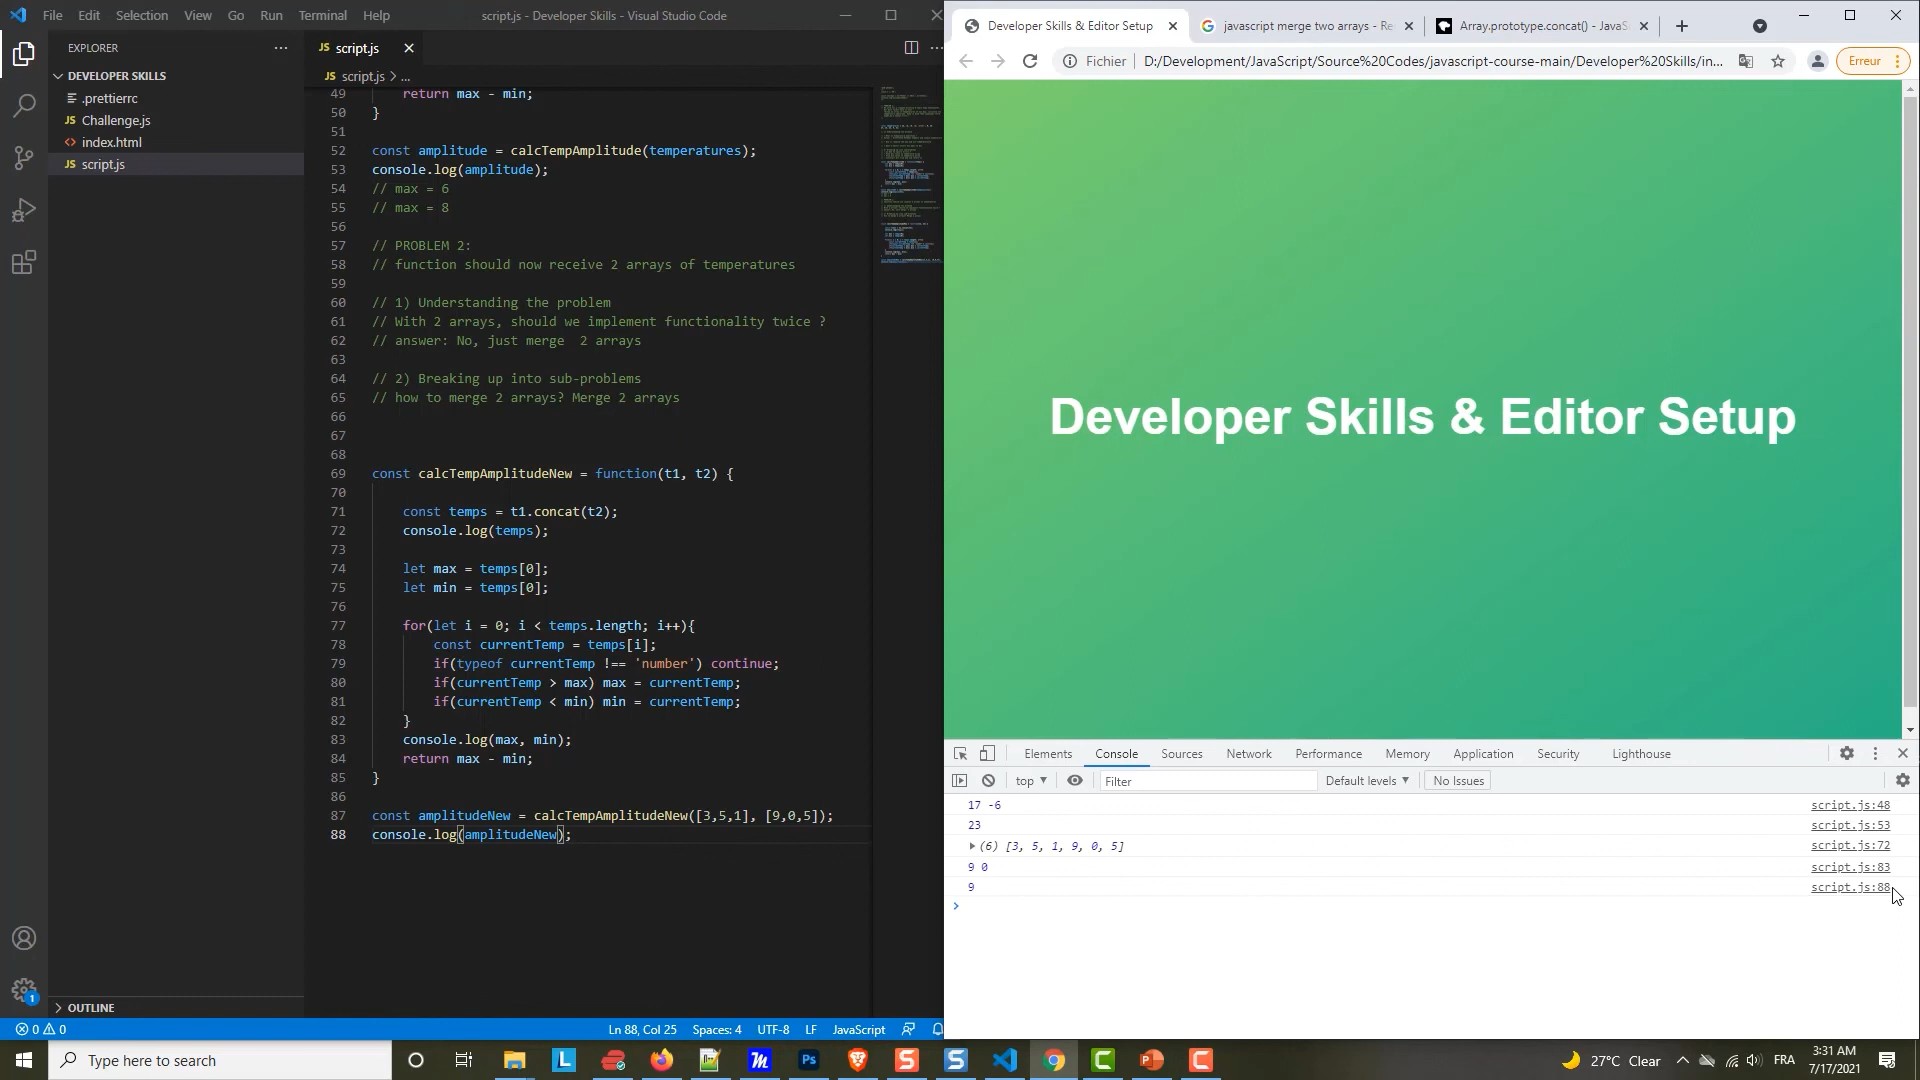 File Edit Selection View Go Run Terminal Help
script.js - Developer Skills - Visual Studio Code
EXPLORER
DEVELOPER SKILLS
.prettierrc
JS Challenge.js
<> index.html
JS script.js
OUTLINE
JS script.js
JS script.js > ...
49 return max - min;
50 }
51
52 const amplitude = calcTempAmplitude(temperatures);
53 console.log(amplitude);
54 // max = 6
55 // max = 8
56
57 // PROBLEM 2:
58 // function should now receive 2 arrays of temperatures
59
60 // 1) Understanding the problem
61 // With 2 arrays, should we implement functionality twice ?
62 // answer: No, just merge  2 arrays
63
64 // 2) Breaking up into sub-problems
65 // how to merge 2 arrays? Merge 2 arrays
66
67
68
69 const calcTempAmplitudeNew = function(t1, t2) {
70
71 const temps = t1.concat(t2);
72 console.log(temps);
73
74 let max = temps[0];
75 let min = temps[0];
76
77 for(let i = 0; i < temps.length; i++){
78 const currentTemp = temps[i];
79 if(typeof currentTemp !== 'number') continue;
80 if(currentTemp > max) max = currentTemp;
81 if(currentTemp < min) min = currentTemp;
82 }
83 console.log(max, min);
84 return max - min;
85 }
86
87 const amplitudeNew = calcTempAmplitudeNew([3,5,1], [9,0,5]);
88 console.log(amplitudeNew);
0 0 Ln 88, Col 25 Spaces: 4 UTF-8 LF JavaScript
1
Developer Skills & Editor Setup
javascript merge two arrays - Re
Array.prototype.concat() - JavaS
Fichier D:/Development/JavaScript/Source%20Codes/javascript-course-main/Developer%20Skills/in... Erreur
Developer Skills & Editor Setup
Elements Console Sources Network Performance Memory Application Security Lighthouse
top Filter Default levels No Issues
17 -6 script.js:48
23 script.js:53
(6) [3, 5, 1, 9, 0, 5] script.js:72
9 0 script.js:83
9 script.js:88
Type here to search
L Ps S S C P C
27°C Clear FRA
3:31 AM
7/17/2021